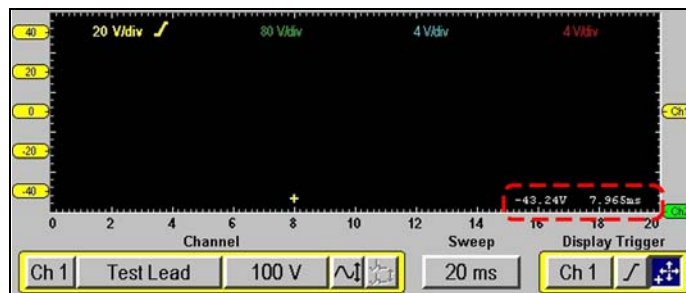 40 20 V/div 80 V/div 4 V/div 4 V/div
20
0 Ch1
-20
-40 -43.24V 7.965ms
0 2 4 6 8 10 12 14 16 18 20
Channel Sweep Display Trigger
Ch 1 Test Lead 100 V 20 ms Ch 1